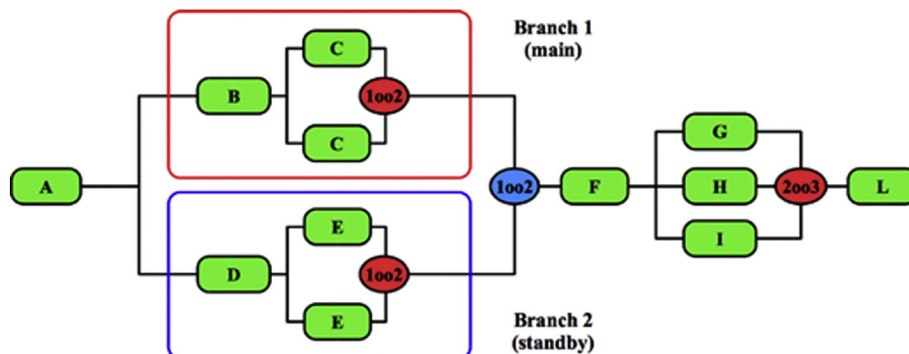 Branch 1
(main)
C
B
1oo2
C
A
1oo2
F
G
H
I
2oo3
L
E
D
1oo2
E
Branch 2
(standby)